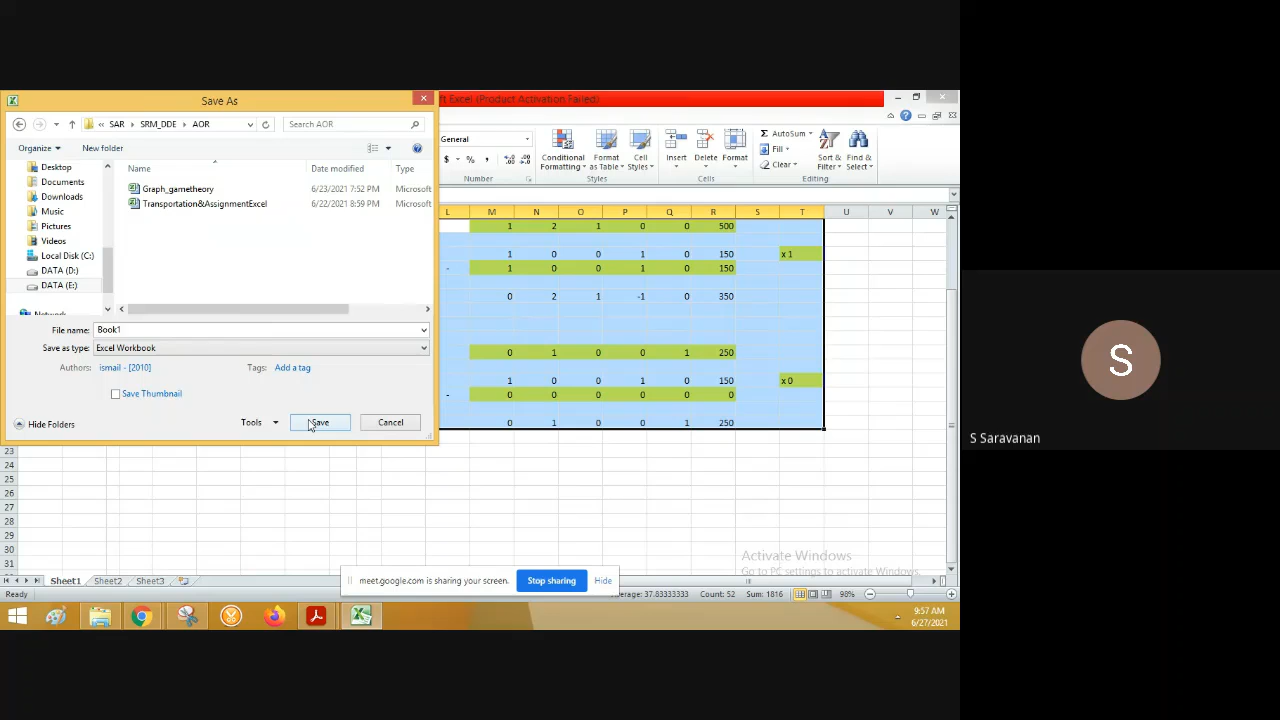 Save As
ft Excel (Product Activation Failed)
« SAR SRM_DDE AOR
Search AOR
Organize
New folder
Desktop
Documents
Downloads
Music
Pictures
Videos
Local Disk (C:)
DATA (D:)
DATA (E:)
Network
Name
Date modified
Type
Graph_gametheory 6/23/2021 7:52 PM Microsoft
Transportation&AssignmentExcel 6/22/2021 8:59 PM Microsoft
File name: Book1
Save as type: Excel Workbook
Authors: ismail - [2010]
Tags: Add a tag
Save Thumbnail
Hide Folders
Tools
Save
Cancel
General
$ % ,
Number
Conditional Formatting
Format as Table
Cell Styles
Styles
Insert
Delete
Format
Cells
Σ AutoSum
Fill
Clear
Sort & Filter
Find & Select
Editing
L M N O P Q R S T U V W
1 2 1 0 0 500
1 0 0 1 0 150 x 1
- 1 0 0 1 0 150
0 2 1 -1 0 350
0 1 0 0 1 250
1 0 0 1 0 150 x 0
- 0 0 0 0 0 0
0 1 0 0 1 250
23
24
25
26
27
28
29
30
31
Activate Windows
Go to PC settings to activate Windows.
Sheet1 Sheet2 Sheet3
meet.google.com is sharing your screen.
Stop sharing
Hide
Ready
Average: 37.83333333 Count: 52 Sum: 1816
98%
9:57 AM
6/27/2021
S
S Saravanan